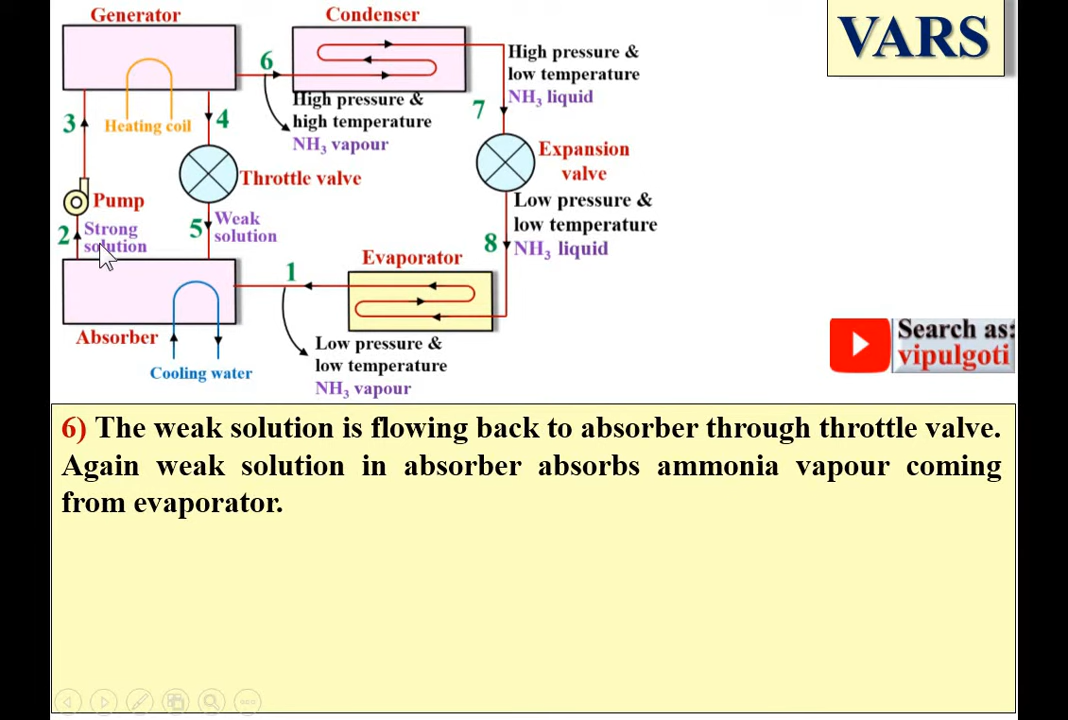 Generator
Condenser
VARS
6
High pressure &
low temperature
NH3 liquid
High pressure &
high temperature
NH3 vapour
7
3
Heating coil
4
Expansion
valve
Throttle valve
Pump
Low pressure &
low temperature
NH3 liquid
2
Strong
solution
5
Weak
solution
8
Evaporator
1
Absorber
Cooling water
Low pressure &
low temperature
NH3 vapour
Search as:
vipulgoti
6) The weak solution is flowing back to absorber through throttle valve.
Again weak solution in absorber absorbs ammonia vapour coming
from evaporator.